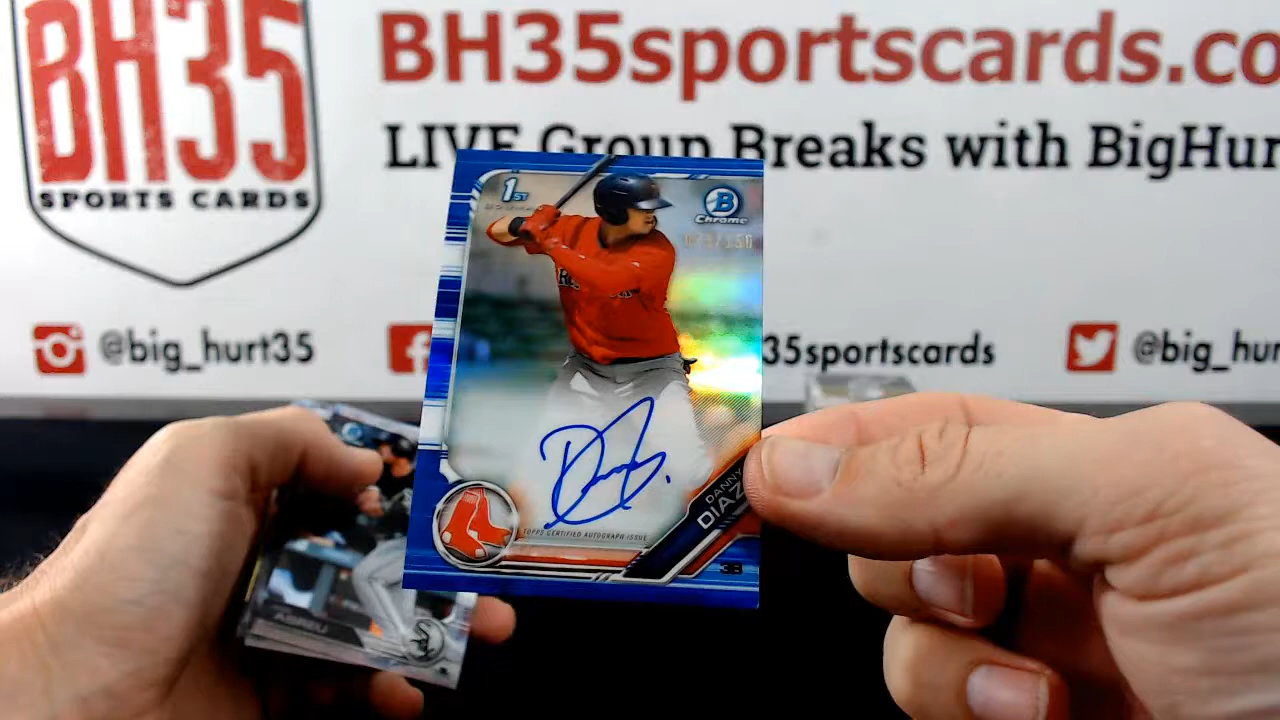 BH35
SPORTS CARDS
BH35sportscards.co
LIVE Group Breaks with BigHur
@big_hurt35
35sportscards
@big_hur
1ST
BOWMAN
B
Chrome
TOPPS CERTIFIED AUTOGRAPH ISSUE
DANNY
DIAZ
3B
ABREU